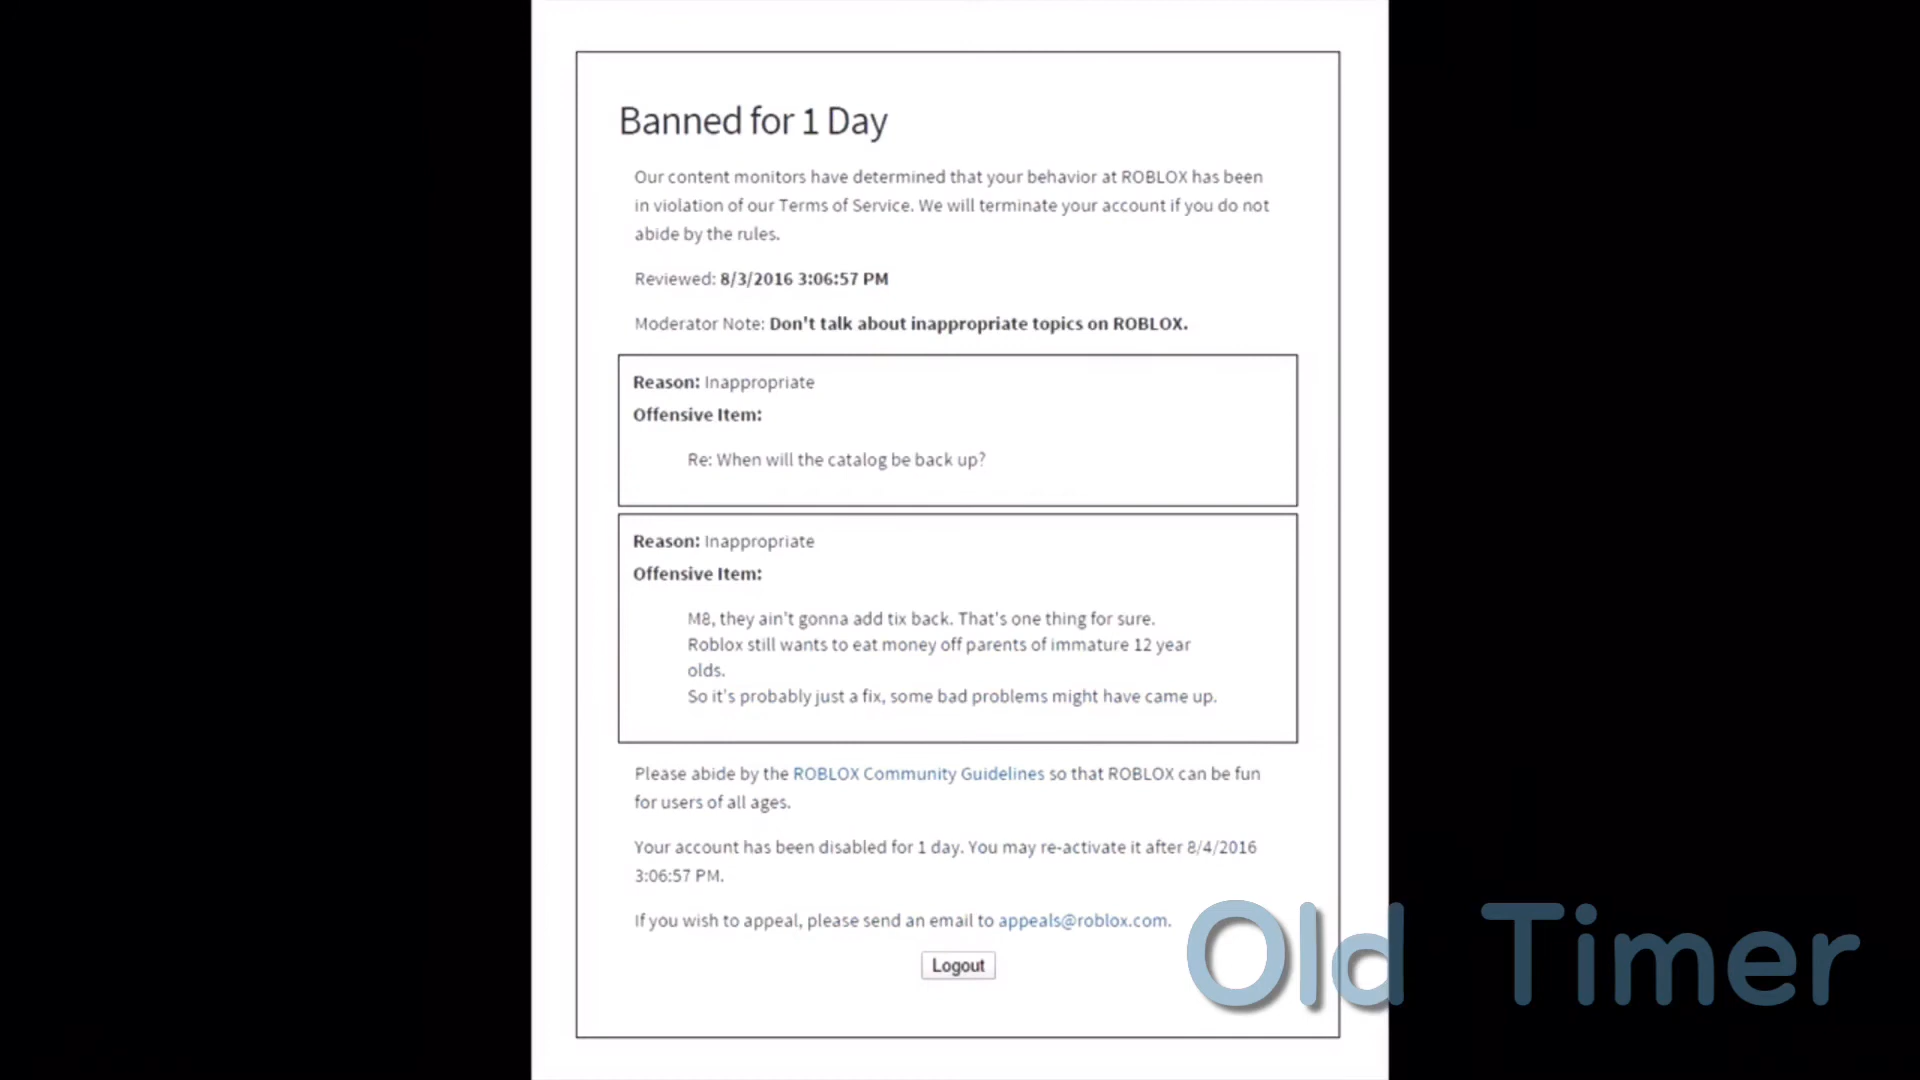 Banned for 1 Day
Our content monitors have determined that your behavior at ROBLOX has been
in violation of our Terms of Service. We will terminate your account if you do not
abide by the rules.
Reviewed: 8/3/2016 3:06:57 PM
Moderator Note: Don't talk about inappropriate topics on ROBLOX.
Reason: Inappropriate
Offensive Item:
Re: When will the catalog be back up?
Reason: Inappropriate
Offensive Item:
M8, they ain't gonna add tix back. That's one thing for sure.
Roblox still wants to eat money off parents of immature 12 year
olds.
So it's probably just a fix, some bad problems might have came up.
Please abide by the ROBLOX Community Guidelines so that ROBLOX can be fun
for users of all ages.
Your account has been disabled for 1 day. You may re-activate it after 8/4/2016
3:06:57 PM.
If you wish to appeal, please send an email to appeals@roblox.com.
Logout
Old Timer